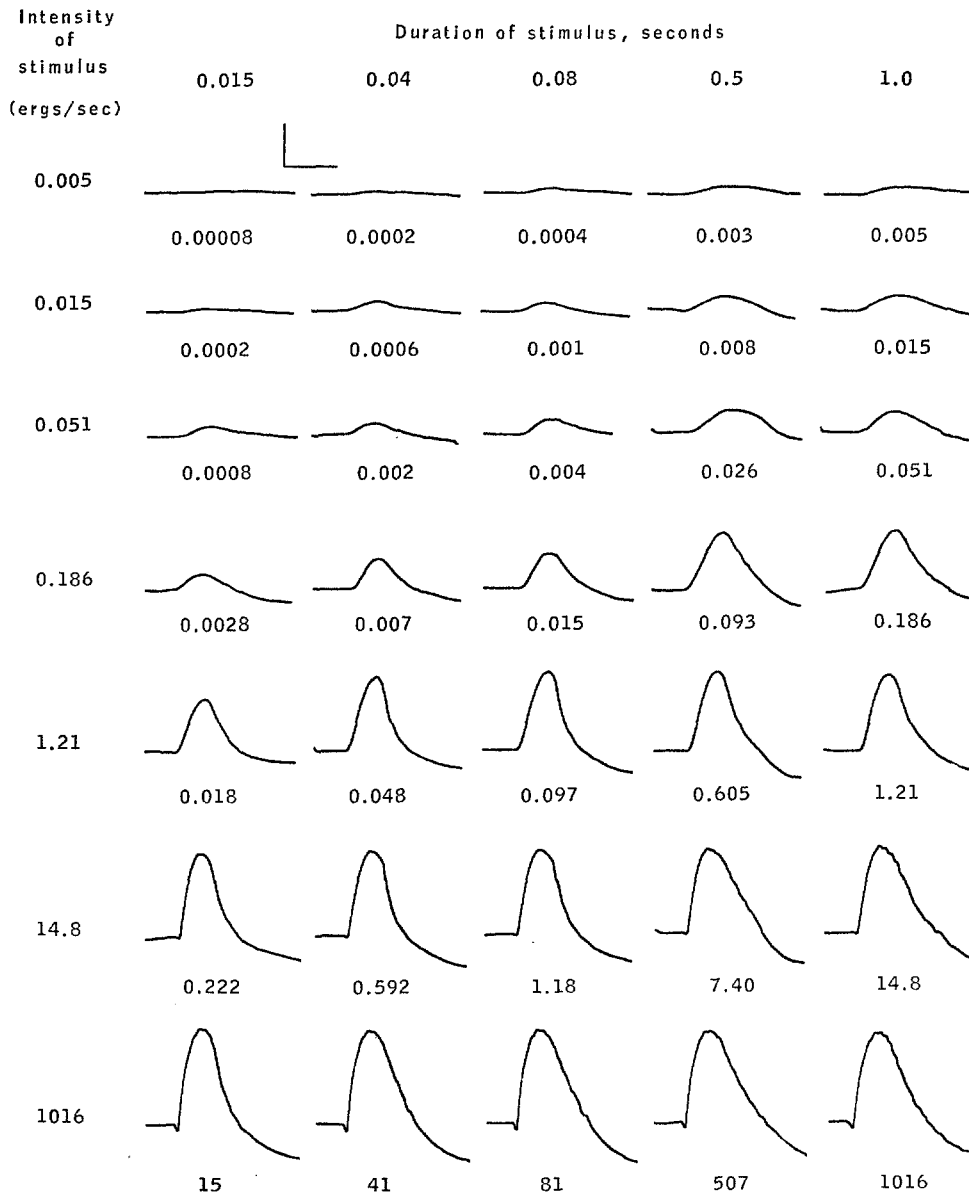 Intensity
of
stimulus
(ergs/sec)
Duration of stimulus, seconds
0.015 0.04 0.08 0.5 1.0
0.005
0.00008 0.0002 0.0004 0.003 0.005
0.015
0.0002 0.0006 0.001 0.008 0.015
0.051
0.0008 0.002 0.004 0.026 0.051
0.186
0.0028 0.007 0.015 0.093 0.186
1.21
0.018 0.048 0.097 0.605 1.21
14.8
0.222 0.592 1.18 7.40 14.8
1016
15 41 81 507 1016